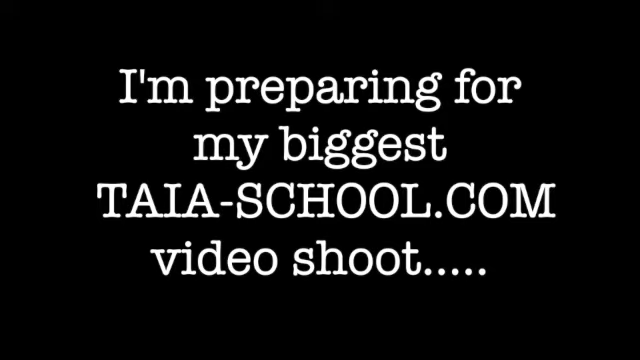 I'm preparing for
my biggest
TAIA-SCHOOL.COM
video shoot.....